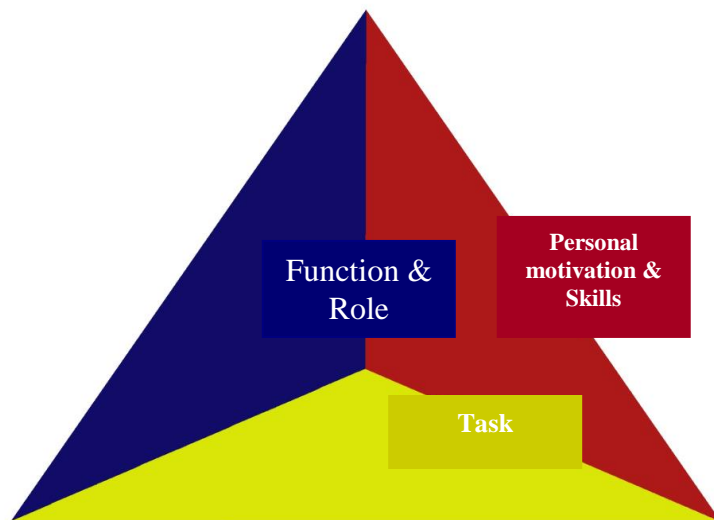 Function &
Role
Personal
motivation &
Skills
Task